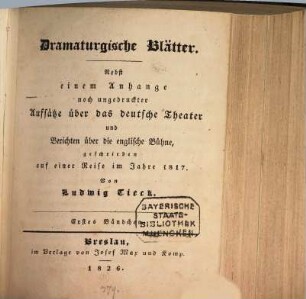 Dramaturgische Blätter.
Nebst
einem Anhange
noch ungedruckter
Aufsätze über das deutsche Theater
und
Berichten über die englische Bühne,
geschrieben
auf einer Reise im Jahre 1817.
Von
Ludwig Tieck.
Erstes Bändchen.
BAYERISCHE
STAATS-
BIBLIOTHEK
MUENCHEN
Breslau,
im Verlage von Josef Max und Komp.
1826.